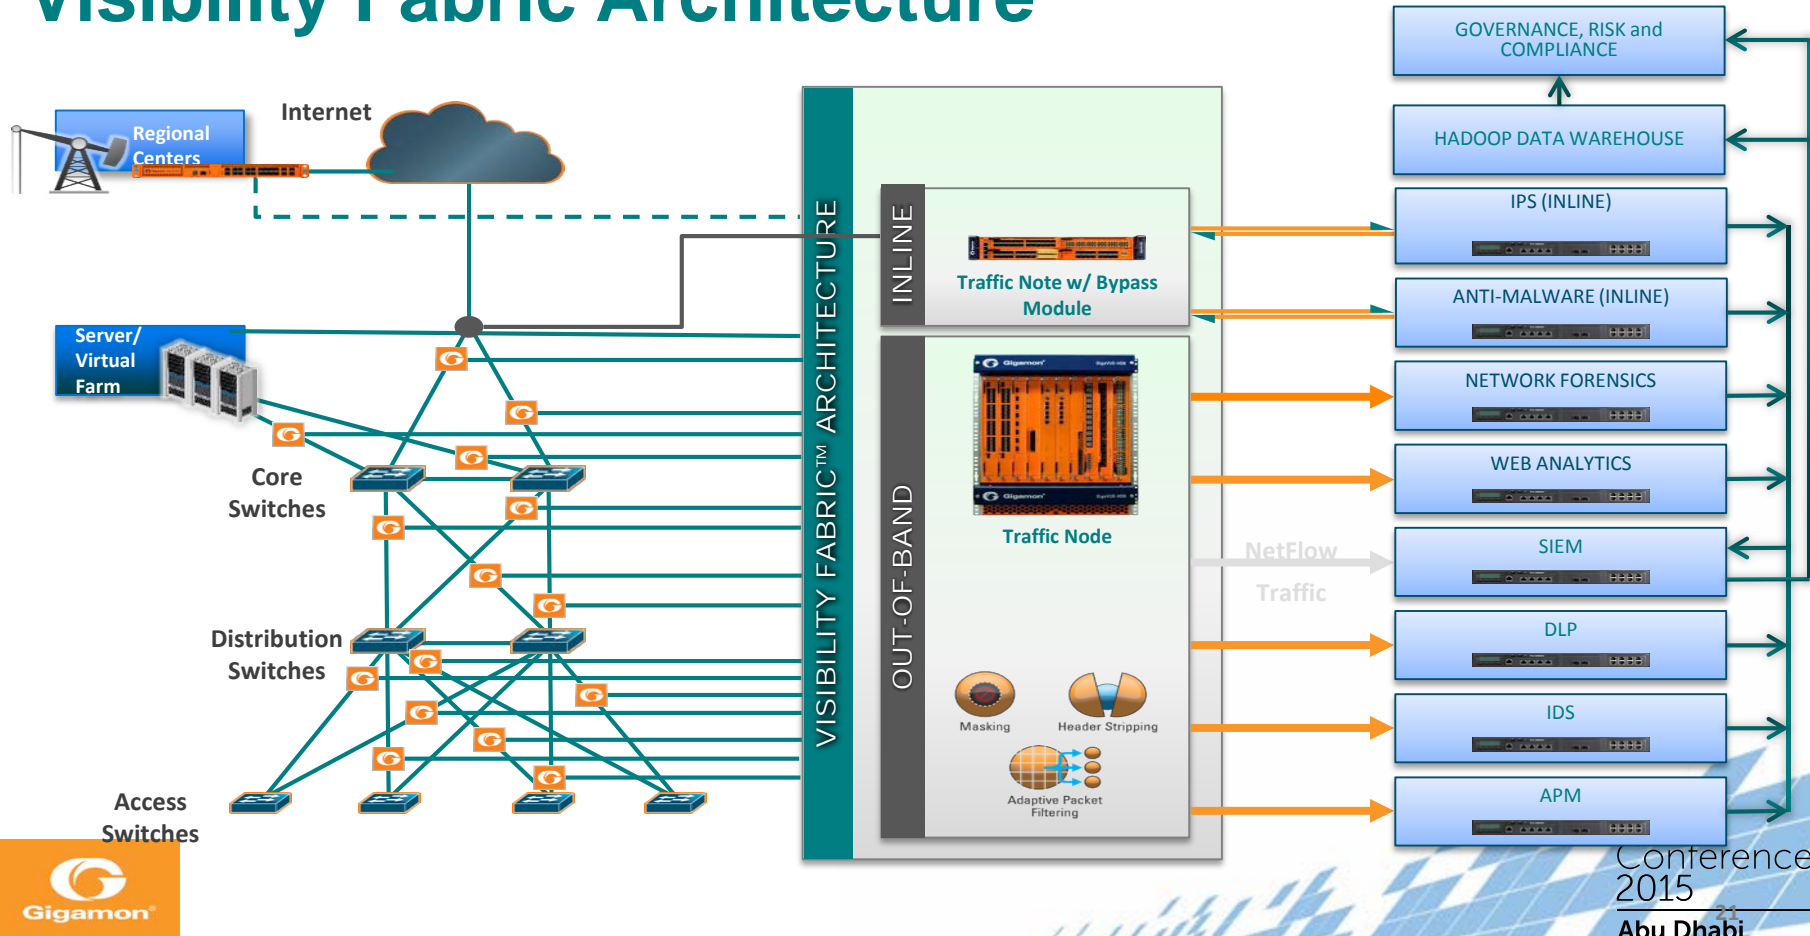 Visibility Fabric Architecture
Internet
Regional
Centers
Server/
Virtual
Farm
Core
Switches
Distribution
Switches
Access
Switches
VISIBILITY FABRIC™ ARCHITECTURE
INLINE
Traffic Note w/ Bypass
Module
OUT-OF-BAND
Gigamon
Gigamon
Traffic Node
Masking
Header Stripping
Adaptive Packet
Filtering
NetFlow
Traffic
GOVERNANCE, RISK and
COMPLIANCE
HADOOP DATA WAREHOUSE
IPS (INLINE)
ANTI-MALWARE (INLINE)
NETWORK FORENSICS
WEB ANALYTICS
SIEM
DLP
IDS
APM
Gigamon®
Conference
2015
21
Abu Dhabi